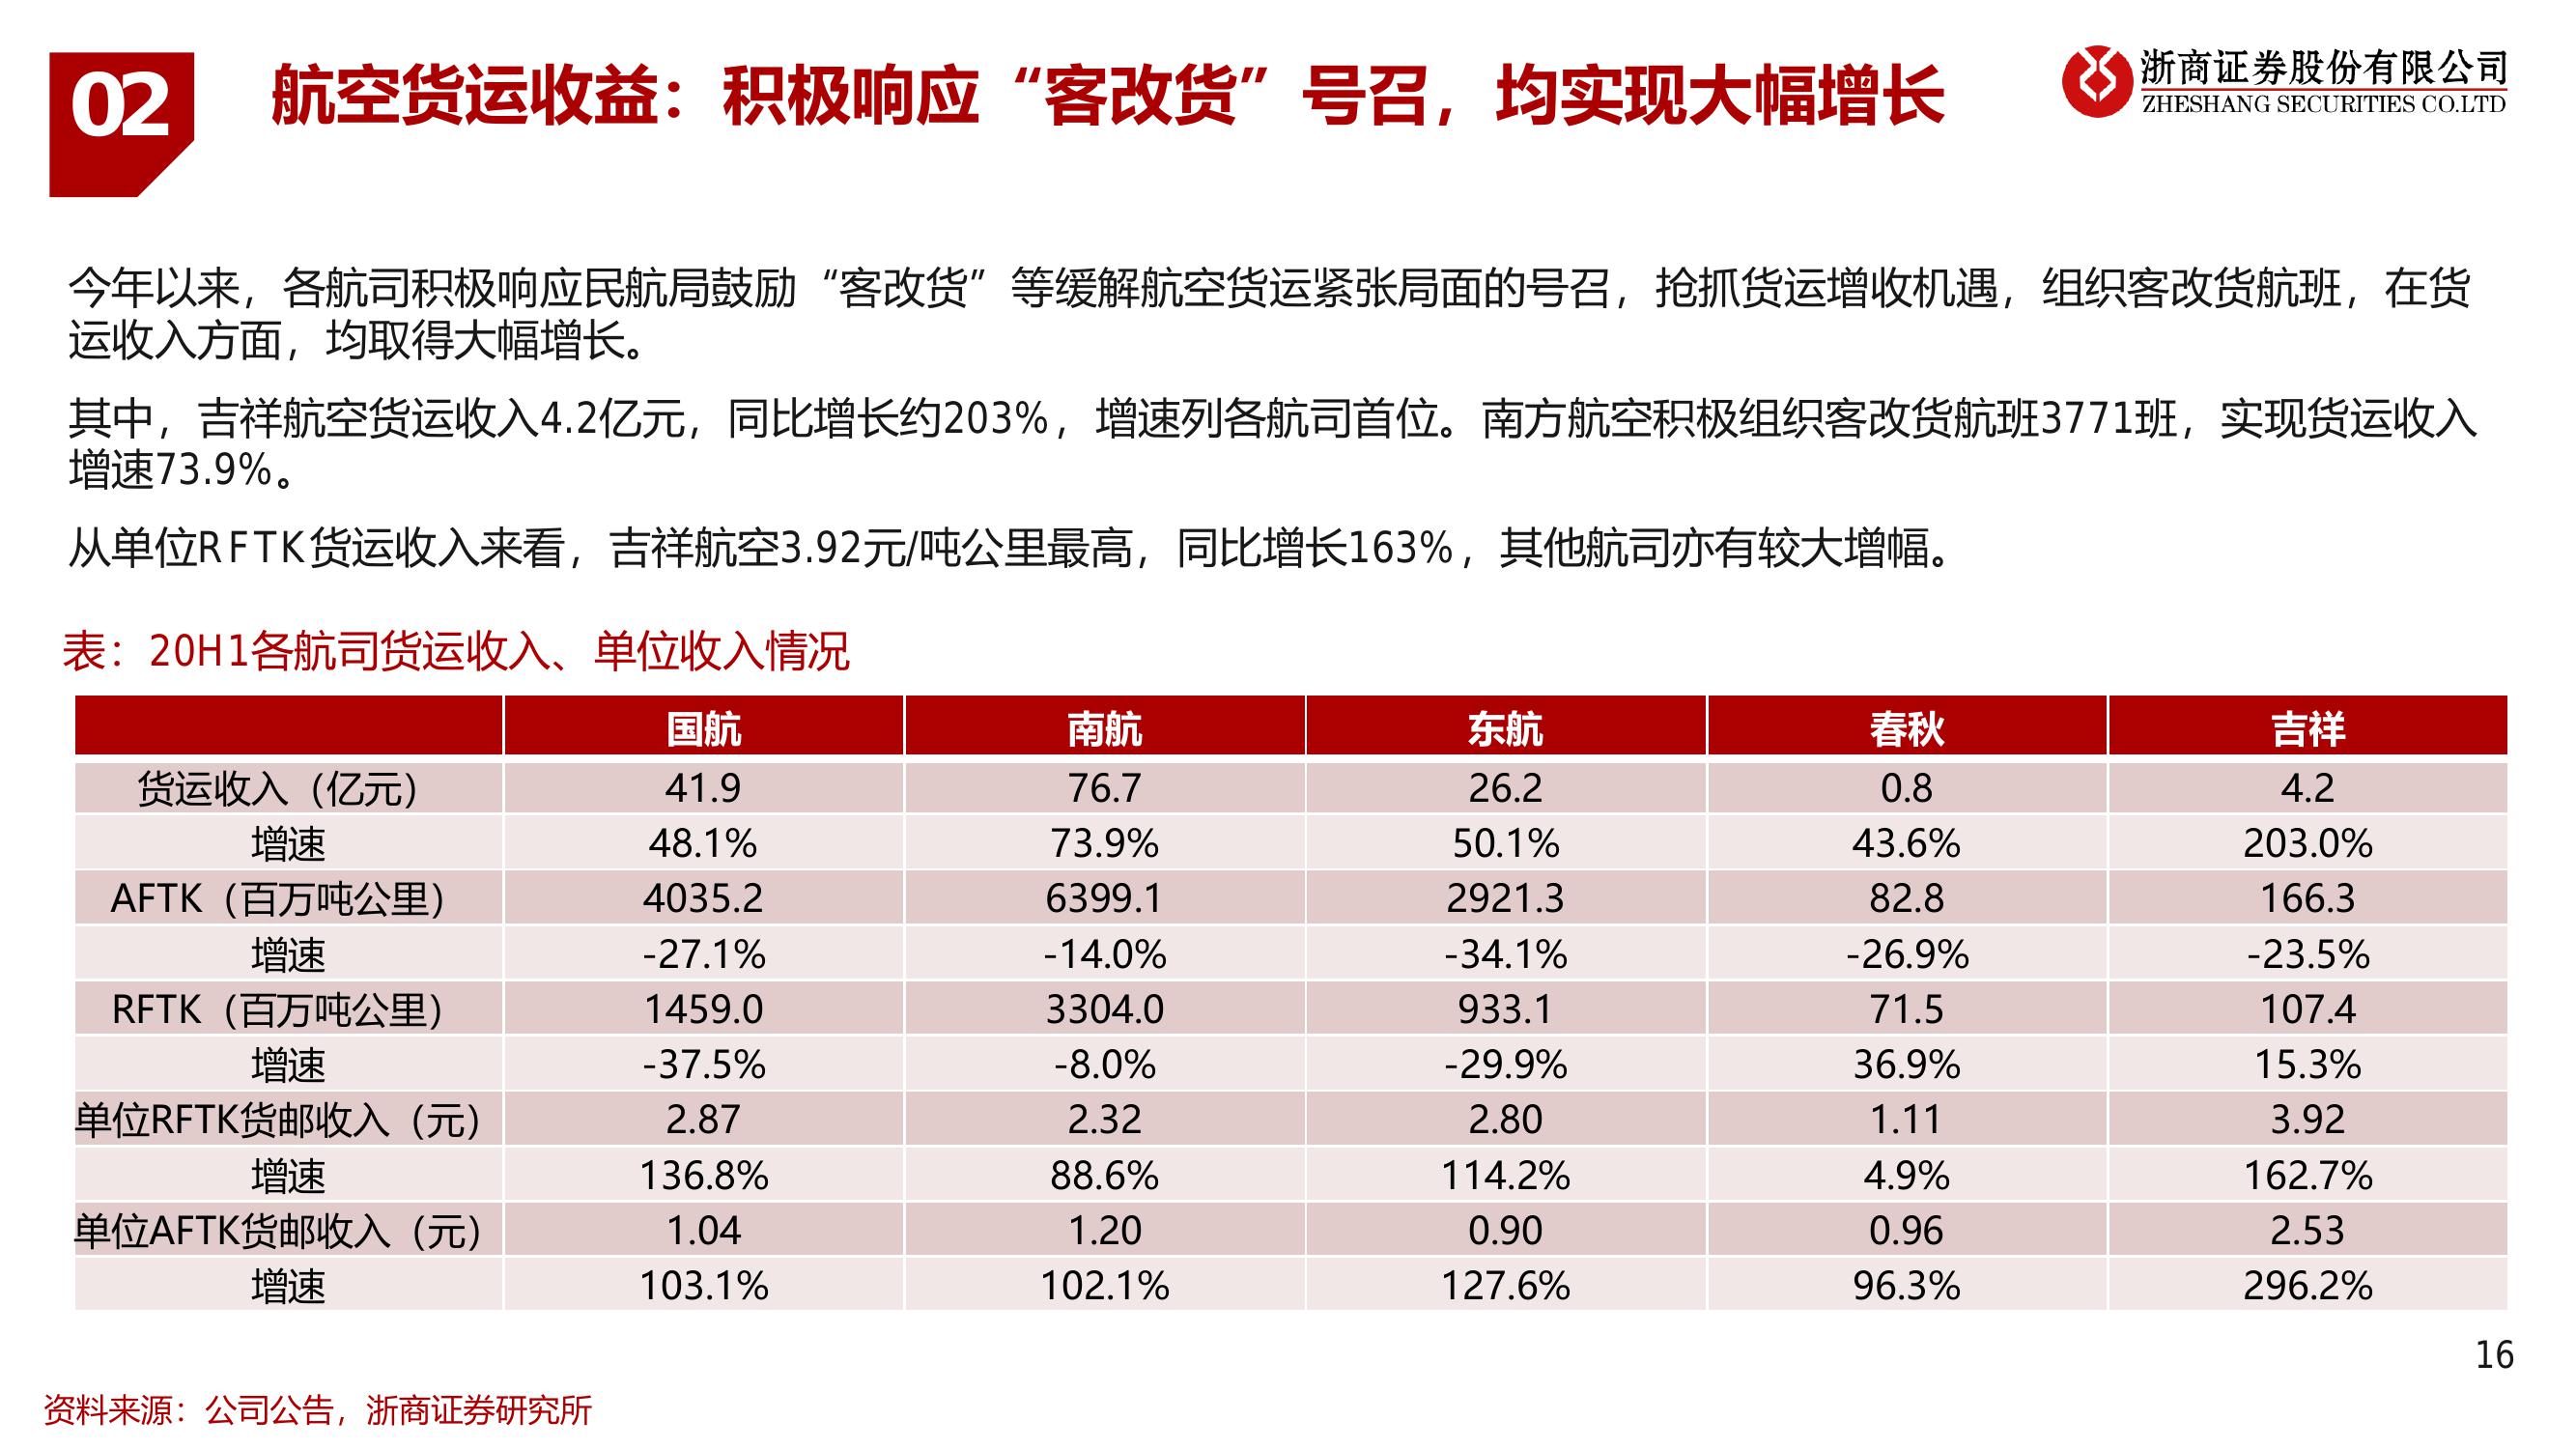 02
航空货运收益：积极响应“客改货”号召，均实现大幅增长
浙商证券股份有限公司
ZHESHANG SECURITIES CO.LTD
今年以来，各航司积极响应民航局鼓励“客改货”等缓解航空货运紧张局面的号召，抢抓货运增收机遇，组织客改货航班，在货
运收入方面，均取得大幅增长。
其中，吉祥航空货运收入4.2亿元，同比增长约203%，增速列各航司首位。南方航空积极组织客改货航班3771班，实现货运收入
增速73.9%。
从单位RFTK货运收入来看，吉祥航空3.92元/吨公里最高，同比增长163%，其他航司亦有较大增幅。
表：20H1各航司货运收入、单位收入情况
国航 南航 东航 春秋 吉祥
货运收入（亿元） 41.9 76.7 26.2 0.8 4.2
增速 48.1% 73.9% 50.1% 43.6% 203.0%
AFTK（百万吨公里） 4035.2 6399.1 2921.3 82.8 166.3
增速 -27.1% -14.0% -34.1% -26.9% -23.5%
RFTK（百万吨公里） 1459.0 3304.0 933.1 71.5 107.4
增速 -37.5% -8.0% -29.9% 36.9% 15.3%
单位RFTK货邮收入（元） 2.87 2.32 2.80 1.11 3.92
增速 136.8% 88.6% 114.2% 4.9% 162.7%
单位AFTK货邮收入（元） 1.04 1.20 0.90 0.96 2.53
增速 103.1% 102.1% 127.6% 96.3% 296.2%
16
资料来源：公司公告，浙商证券研究所